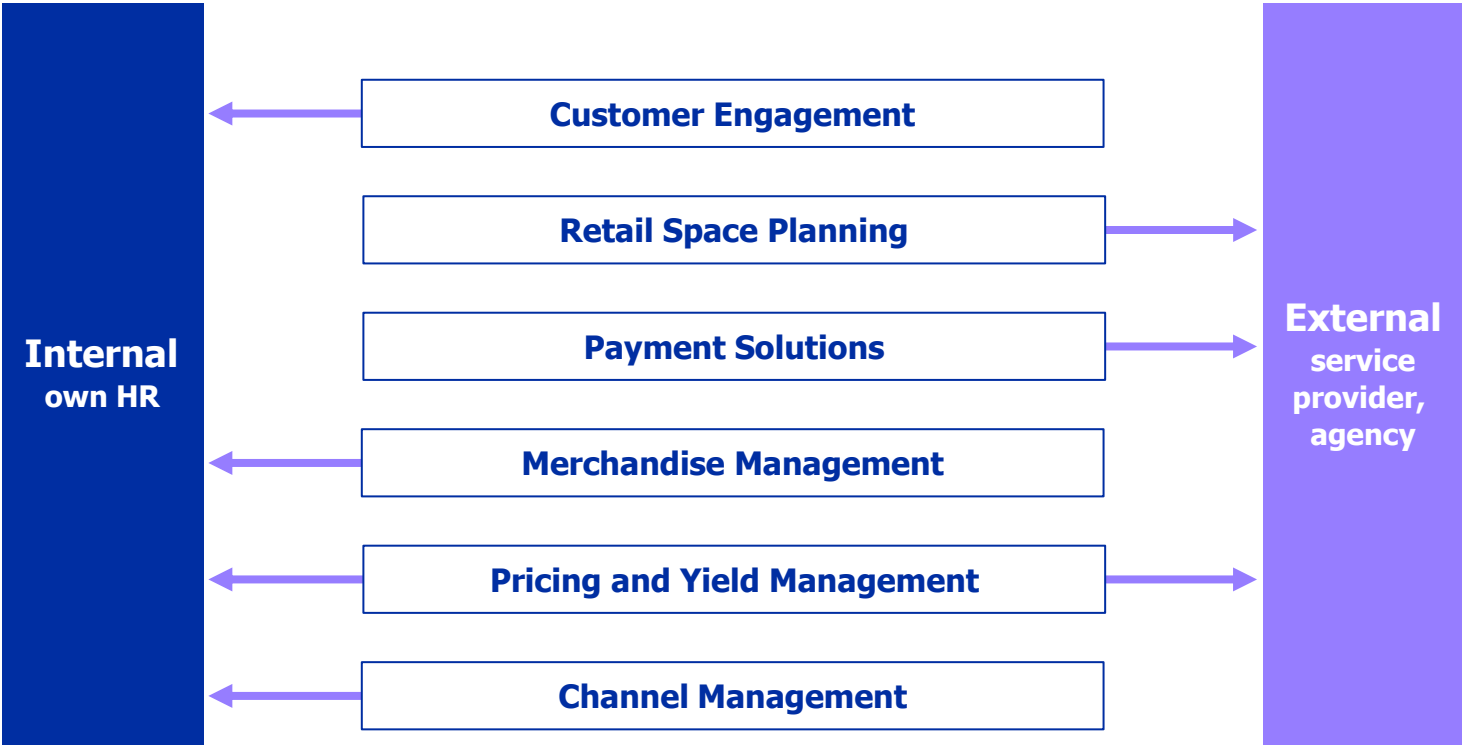 Customer Engagement
Retail Space Planning
Payment Solutions
Merchandise Management
Pricing and Yield Management
Channel Management
Internal
own HR
External
service
provider,
agency